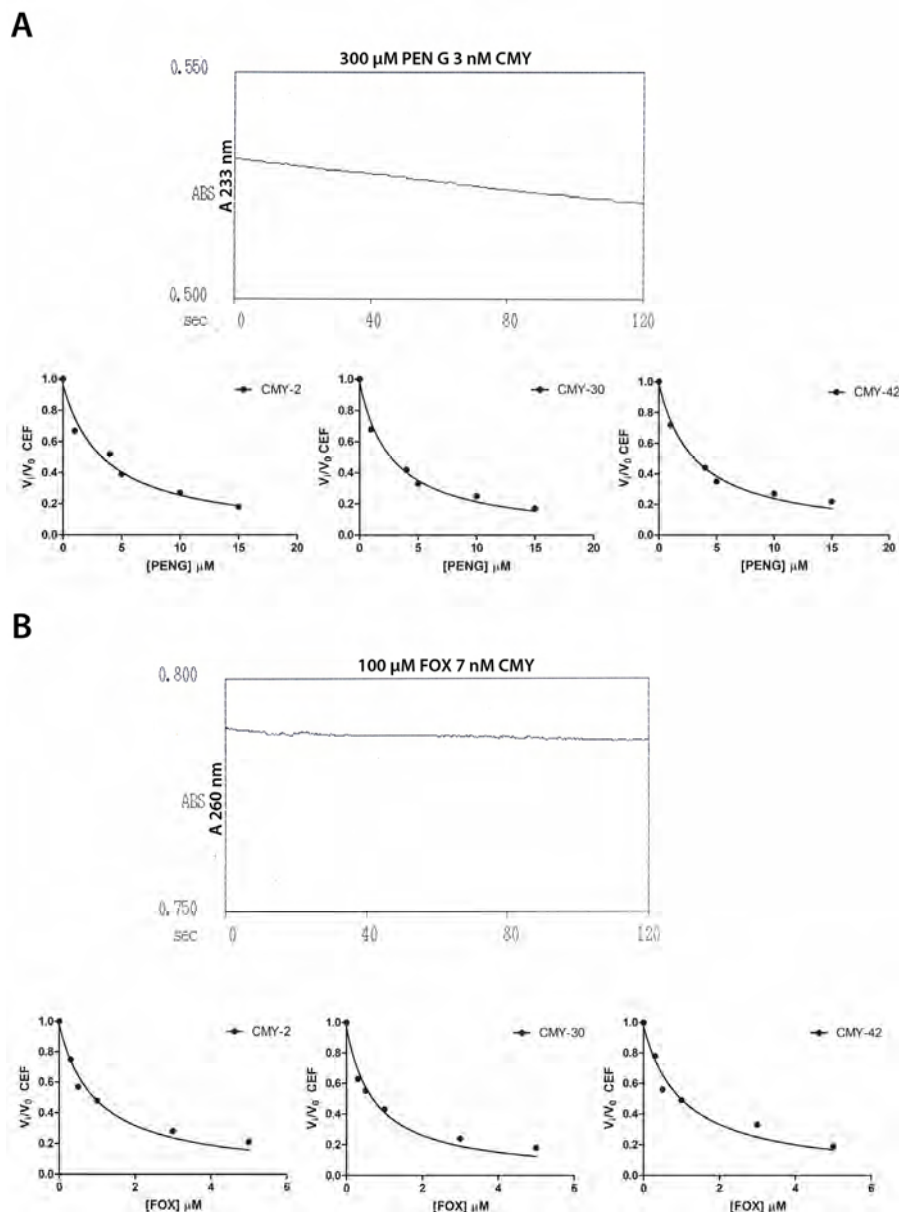 A
300 µM PEN G 3 nM CMY
0.550
ABS
A 233 nm
0.500
sec 0 40 80 120
1.0 0.8 0.6 0.4 0.2 0.0
Vi/V0 CEF
CMY-2
0 5 10 15 20
[PENG] µM
1.0 0.8 0.6 0.4 0.2 0.0
Vi/V0 CEF
CMY-30
0 5 10 15 20
[PENG] µM
1.0 0.8 0.6 0.4 0.2 0.0
Vi/V0 CEF
CMY-42
0 5 10 15 20
[PENG] µM
B
100 µM FOX 7 nM CMY
0.800
ABS
A 260 nm
0.750
sec 0 40 80 120
1.0 0.8 0.6 0.4 0.2 0.0
Vi/V0 CEF
CMY-2
0 2 4 6
[FOX] µM
1.0 0.8 0.6 0.4 0.2 0.0
Vi/V0 CEF
CMY-30
0 2 4 6
[FOX] µM
1.0 0.8 0.6 0.4 0.2 0.0
Vi/V0 CEF
CMY-42
0 2 4 6
[FOX] µM